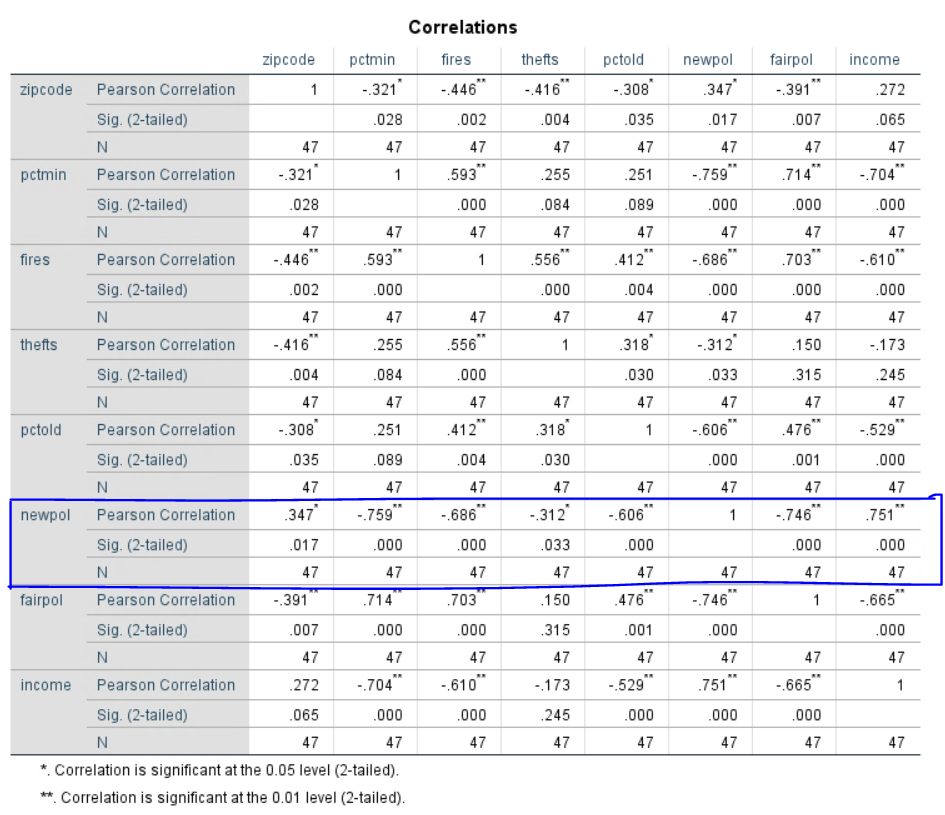 Correlations
zipcode pctmin fires thefts pctold newpol fairpol income
zipcode Pearson Correlation 1 -.321* -.446** -.416** -.308* .347* -.391** .272
Sig. (2-tailed) .028 .002 .004 .035 .017 .007 .065
N 47 47 47 47 47 47 47 47
pctmin Pearson Correlation -.321* 1 .593** .255 .251 -.759** .714** -.704**
Sig. (2-tailed) .028 .000 .084 .089 .000 .000 .000
N 47 47 47 47 47 47 47 47
fires Pearson Correlation -.446** .593** 1 .556** .412** -.686** .703** -.610**
Sig. (2-tailed) .002 .000 .000 .004 .000 .000 .000
N 47 47 47 47 47 47 47 47
thefts Pearson Correlation -.416** .255 .556** 1 .318* -.312* .150 -.173
Sig. (2-tailed) .004 .084 .000 .030 .033 .315 .245
N 47 47 47 47 47 47 47 47
pctold Pearson Correlation -.308* .251 .412** .318* 1 -.606** .476** -.529**
Sig. (2-tailed) .035 .089 .004 .030 .000 .001 .000
N 47 47 47 47 47 47 47 47
newpol Pearson Correlation .347* -.759** -.686** -.312* -.606** 1 -.746** .751**
Sig. (2-tailed) .017 .000 .000 .033 .000 .000 .000
N 47 47 47 47 47 47 47 47
fairpol Pearson Correlation -.391** .714** .703** .150 .476** -.746** 1 -.665**
Sig. (2-tailed) .007 .000 .000 .315 .001 .000 .000
N 47 47 47 47 47 47 47 47
income Pearson Correlation .272 -.704** -.610** -.173 -.529** .751** -.665** 1
Sig. (2-tailed) .065 .000 .000 .245 .000 .000 .000
N 47 47 47 47 47 47 47 47
*. Correlation is significant at the 0.05 level (2-tailed).
**. Correlation is significant at the 0.01 level (2-tailed).